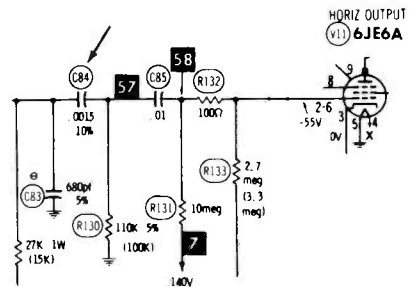 HORIZ OUTPUT
V11 6JE6A
58
C84
57
C85
R132
9
8
.0015
10%
.01
100Ω
2-6
-55V
3
5
4
0V
X
⊖
C83
680pf
5%
R133
2.7
meg
(3.3
meg)
R130
110K 5%
(100K)
R131
10meg
27K 1W
(15K)
7
140V